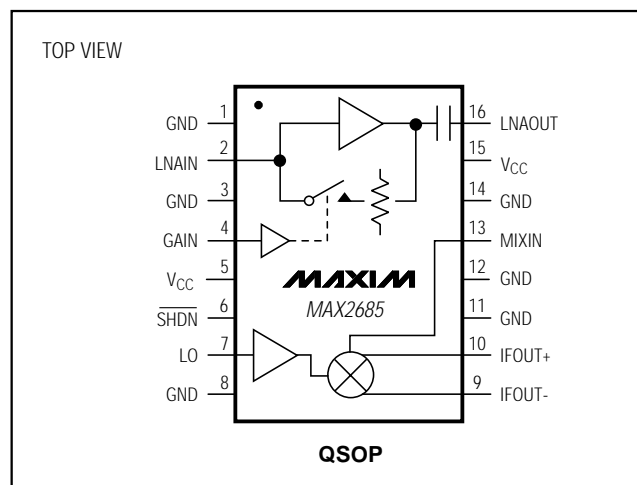 TOP VIEW
GND 1
LNAIN 2
GND 3
GAIN 4
VCC 5
SHDN 6
LO 7
GND 8
16 LNAOUT
15 VCC
14 GND
13 MIXIN
12 GND
11 GND
10 IFOUT+
9 IFOUT-
MAXIM
MAX2685
QSOP